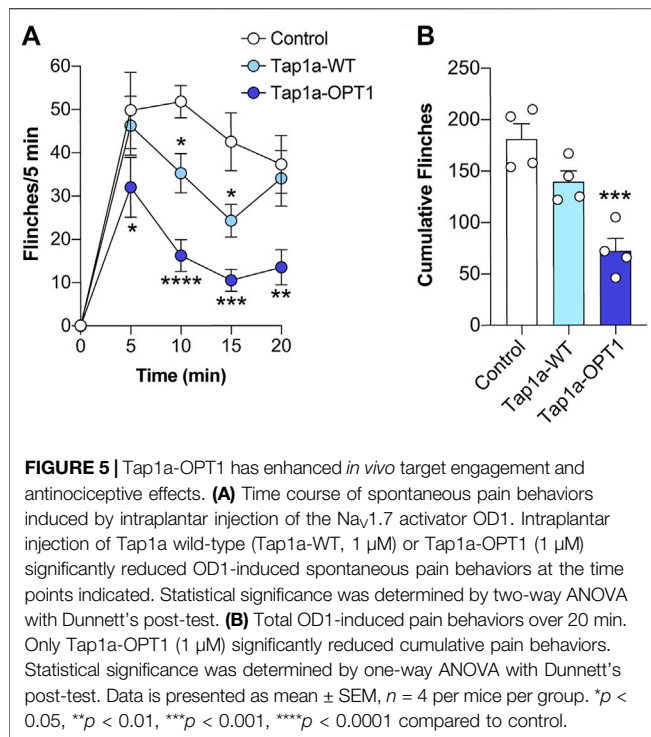 A
Control
Tap1a-WT
Tap1a-OPT1
Flinches/5 min
60
50
40
30
20
10
0
*
*
*
****
***
**
0 5 10 15 20
Time (min)
B
Cumulative Flinches
250
200
150
100
50
0
***
Control
Tap1a-WT
Tap1a-OPT1
FIGURE 5 | Tap1a-OPT1 has enhanced in vivo target engagement and
antinociceptive effects. (A) Time course of spontaneous pain behaviors
induced by intraplantar injection of the NaV1.7 activator OD1. Intraplantar
injection of Tap1a wild-type (Tap1a-WT, 1 μM) or Tap1a-OPT1 (1 μM)
significantly reduced OD1-induced spontaneous pain behaviors at the time
points indicated. Statistical significance was determined by two-way ANOVA
with Dunnett's post-test. (B) Total OD1-induced pain behaviors over 20 min.
Only Tap1a-OPT1 (1 μM) significantly reduced cumulative pain behaviors.
Statistical significance was determined by one-way ANOVA with Dunnett's
post-test. Data is presented as mean ± SEM, n = 4 per mice per group. *p <
0.05, **p < 0.01, ***p < 0.001, ****p < 0.0001 compared to control.